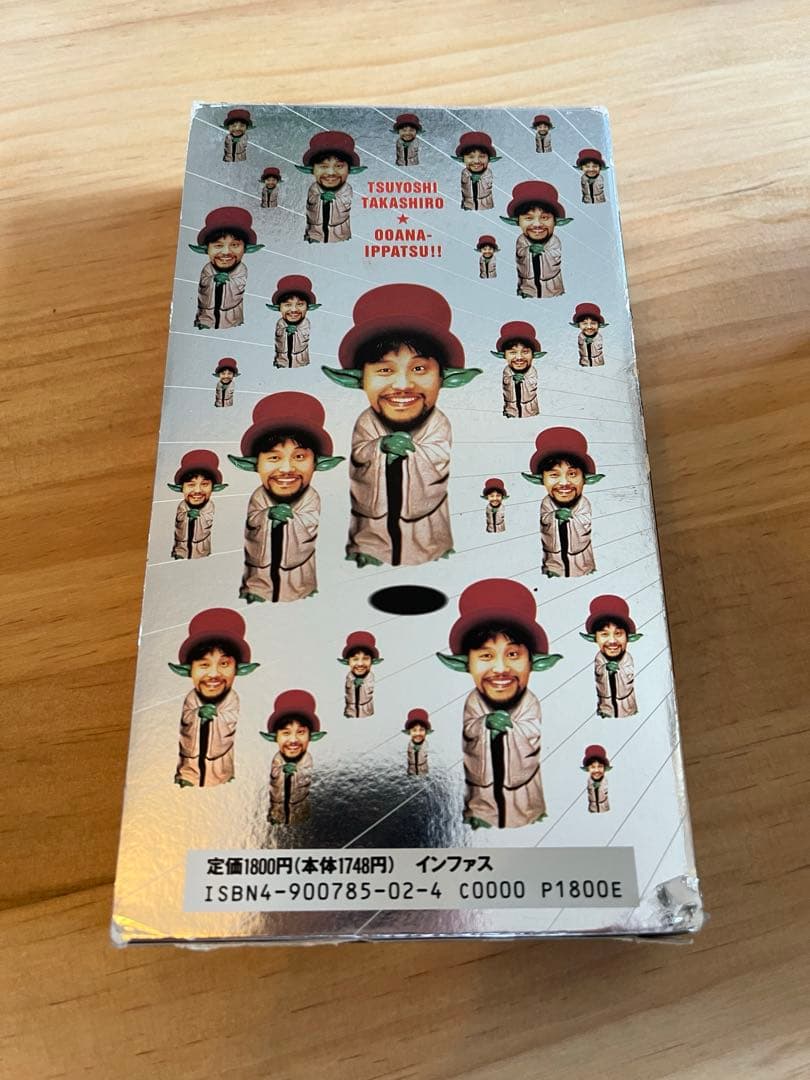 TSUYOSHI
TAKASHIRO
★
OOANA-
IPPATSU!!
定価1800円(本体1748円) インファス
ISBN4-900785-02-4 C0000 P1800E